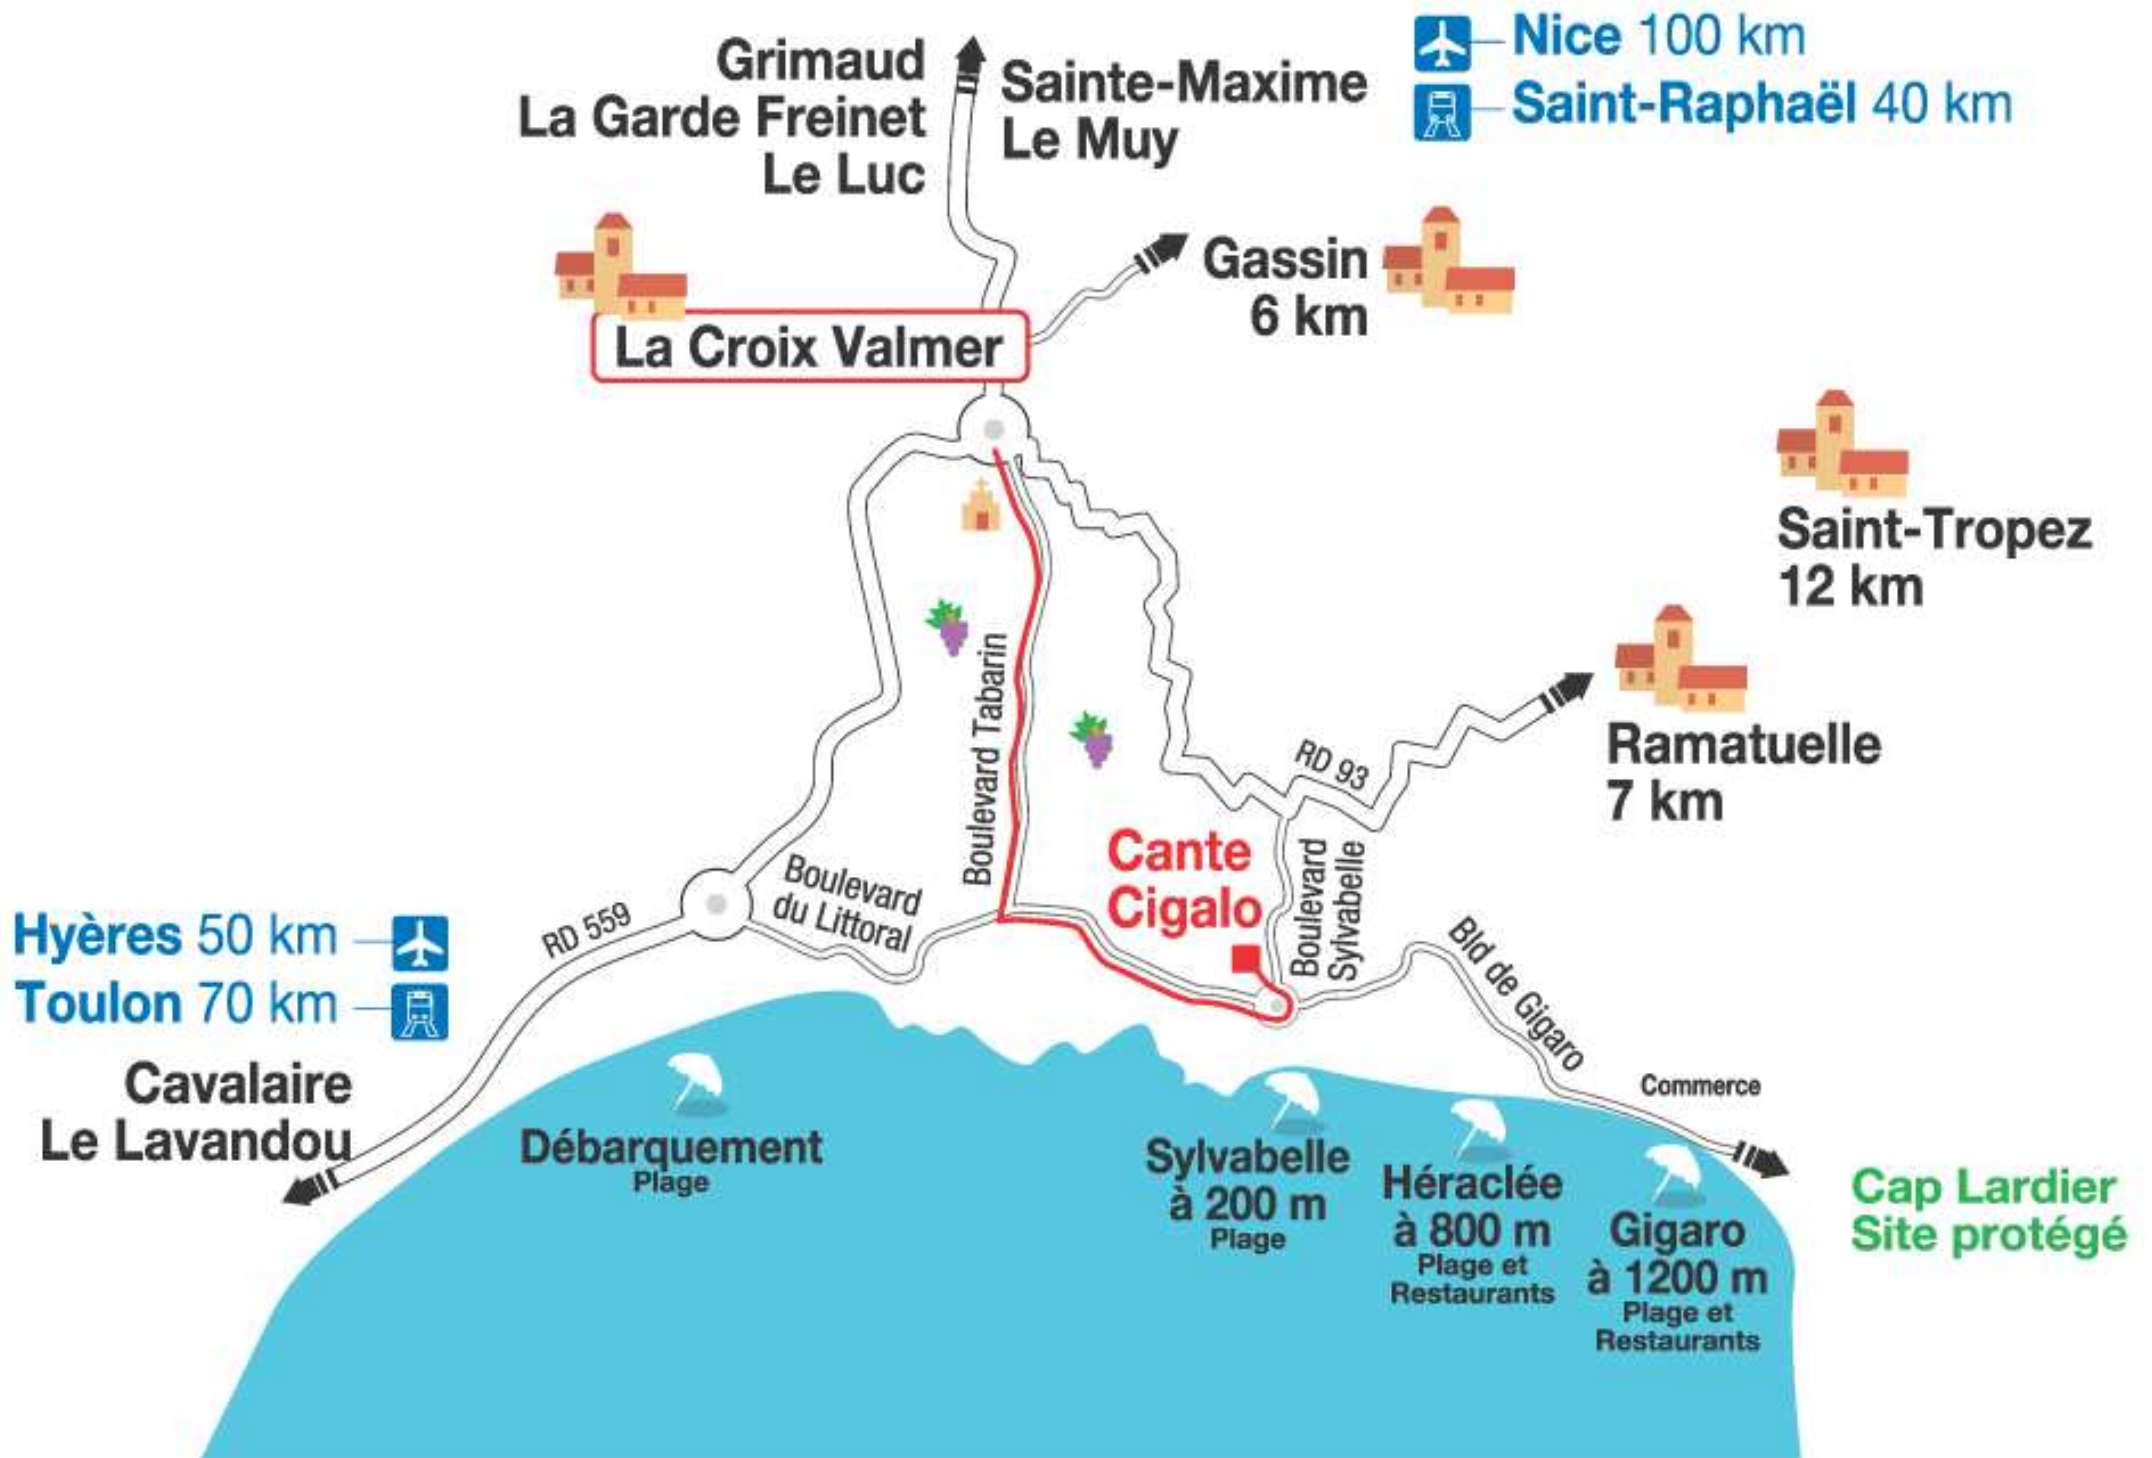 Grimaud
La Garde Freinet
Le Luc
Sainte-Maxime
Le Muy
Nice 100 km
Saint-Raphaël 40 km
Gassin
6 km
La Croix Valmer
Saint-Tropez
12 km
Ramatuelle
7 km
RD 93
Boulevard Tabarin
Cante
Cigalo
Boulevard
Sylvabelle
Boulevard
du Littoral
RD 559
Hyères 50 km
Toulon 70 km
Cavalaire
Le Lavandou
Bld de Gigaro
Commerce
Débarquement
Plage
Sylvabelle
à 200 m
Plage
Héraclée
à 800 m
Plage et
Restaurants
Gigaro
à 1200 m
Plage et
Restaurants
Cap Lardier
Site protégé